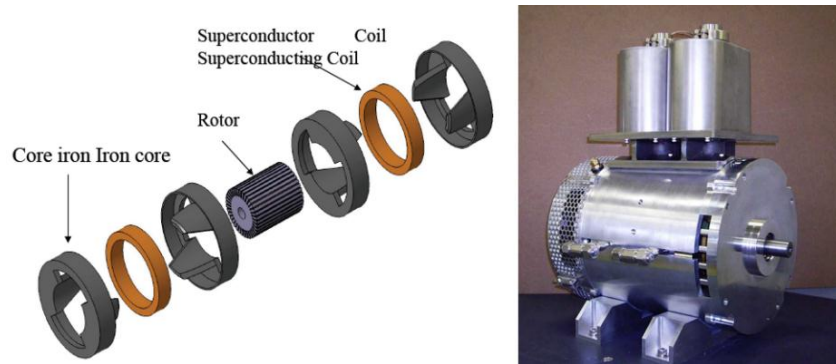 Superconductor Coil
Superconducting Coil
Rotor
Core iron Iron core